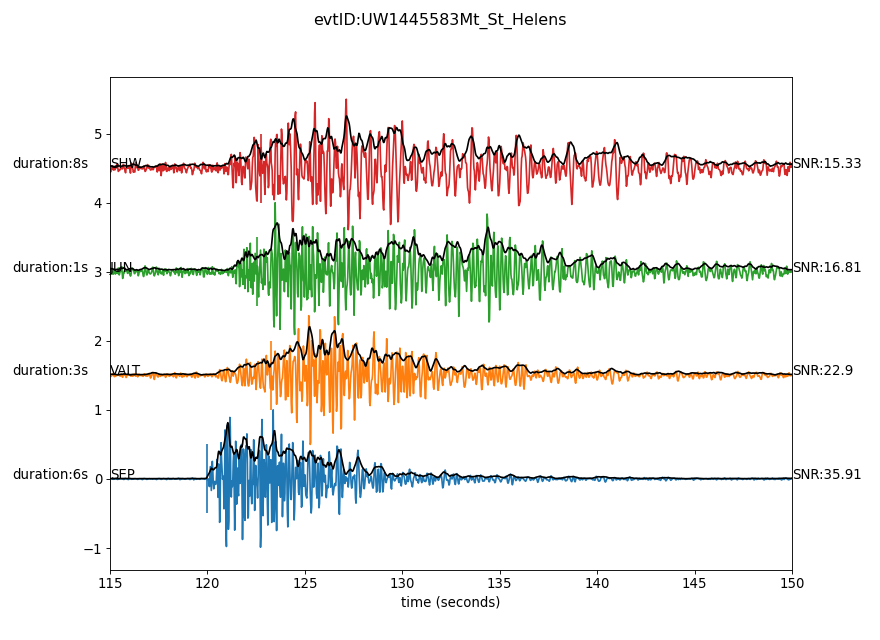 evtID:UW1445583Mt_St_Helens
5
duration:8s SHW SNR:15.33
4
duration:1s 3 JUN SNR:16.81
2
duration:3s VALT SNR:22.9
1
duration:6s 0 SEP SNR:35.91
−1
115 120 125 130 135 140 145 150
time (seconds)